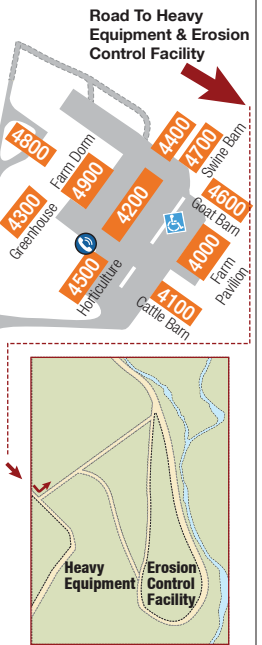 Road To Heavy
Equipment & Erosion
Control Facility
4400
4700
Swine Barn
4800
Farm Dorm
4900
4600
Goat Barn
4200
4300
Greenhouse
4000
Farm
Pavilion
4500
Horticulture
4100
Cattle Barn
Heavy
Equipment
Erosion
Control
Facility